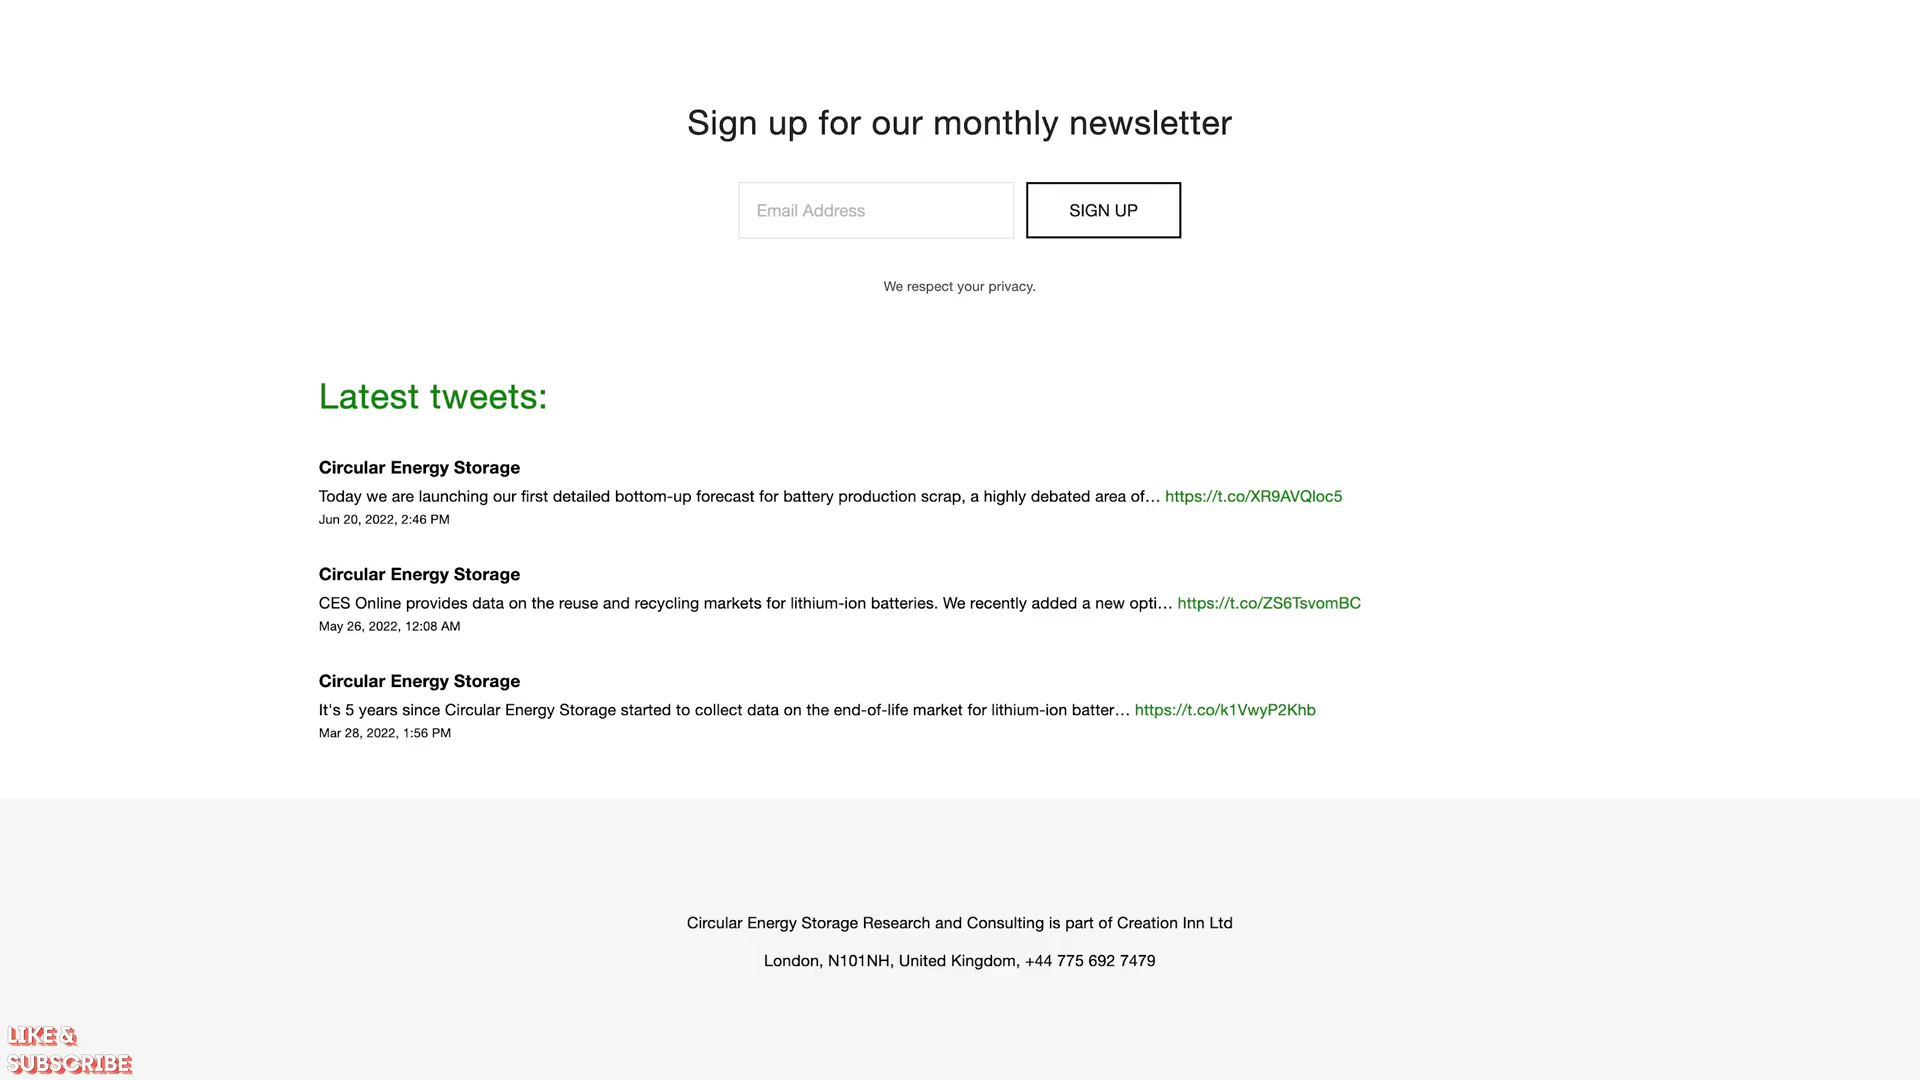 Sign up for our monthly newsletter
Email Address
SIGN UP
We respect your privacy.
Latest tweets:
Circular Energy Storage
Today we are launching our first detailed bottom-up forecast for battery production scrap, a highly debated area of… https://t.co/XR9AVQloc5
Jun 20, 2022, 2:46 PM
Circular Energy Storage
CES Online provides data on the reuse and recycling markets for lithium-ion batteries. We recently added a new opti… https://t.co/ZS6TsvomBC
May 26, 2022, 12:08 AM
Circular Energy Storage
It's 5 years since Circular Energy Storage started to collect data on the end-of-life market for lithium-ion batter… https://t.co/k1VwyP2Khb
Mar 28, 2022, 1:56 PM
Circular Energy Storage Research and Consulting is part of Creation Inn Ltd
London, N101NH, United Kingdom, +44 775 692 7479
LIKE &
SUBSCRIBE